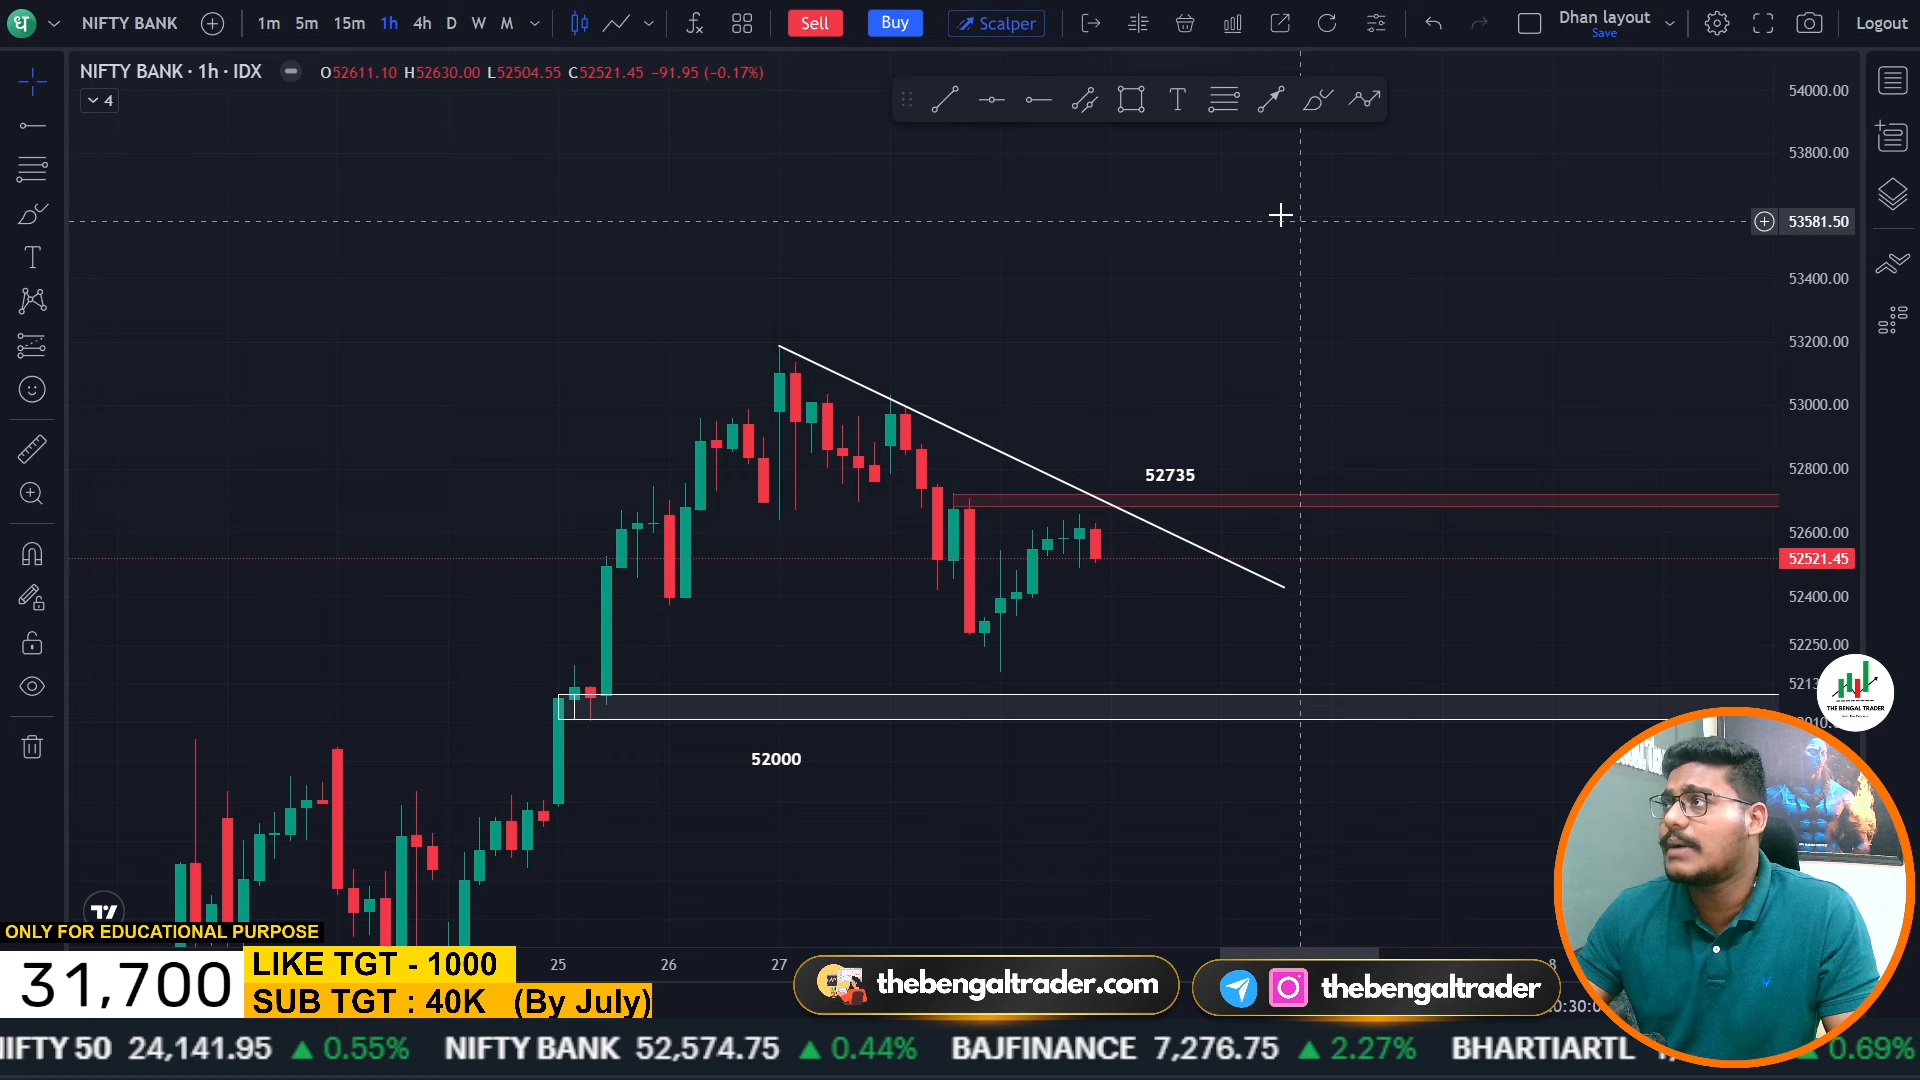 धा NIFTY BANK 1m 5m 15m 1h 4h D W M Sell Buy Scalper Dhan layout Save Logout
NIFTY BANK · 1h · IDX O52611.10 H52630.00 L52504.55 C52521.45 −91.95 (−0.17%)
4
54000.00
53800.00
53581.50
53400.00
53200.00
53000.00
52800.00
52735
52600.00
52521.45
52400.00
52250.00
THE BENGAL TRADER
52000
ONLY FOR EDUCATIONAL PURPOSE
31,700
LIKE TGT - 1000
SUB TGT : 40K (By July)
25 26 27
thebengaltrader.com
thebengaltrader
NIFTY 50 24,141.95 ▲ 0.55% NIFTY BANK 52,574.75 ▲ 0.44% BAJFINANCE 7,276.75 ▲ 2.27% BHARTIARTL ▲ 0.69%